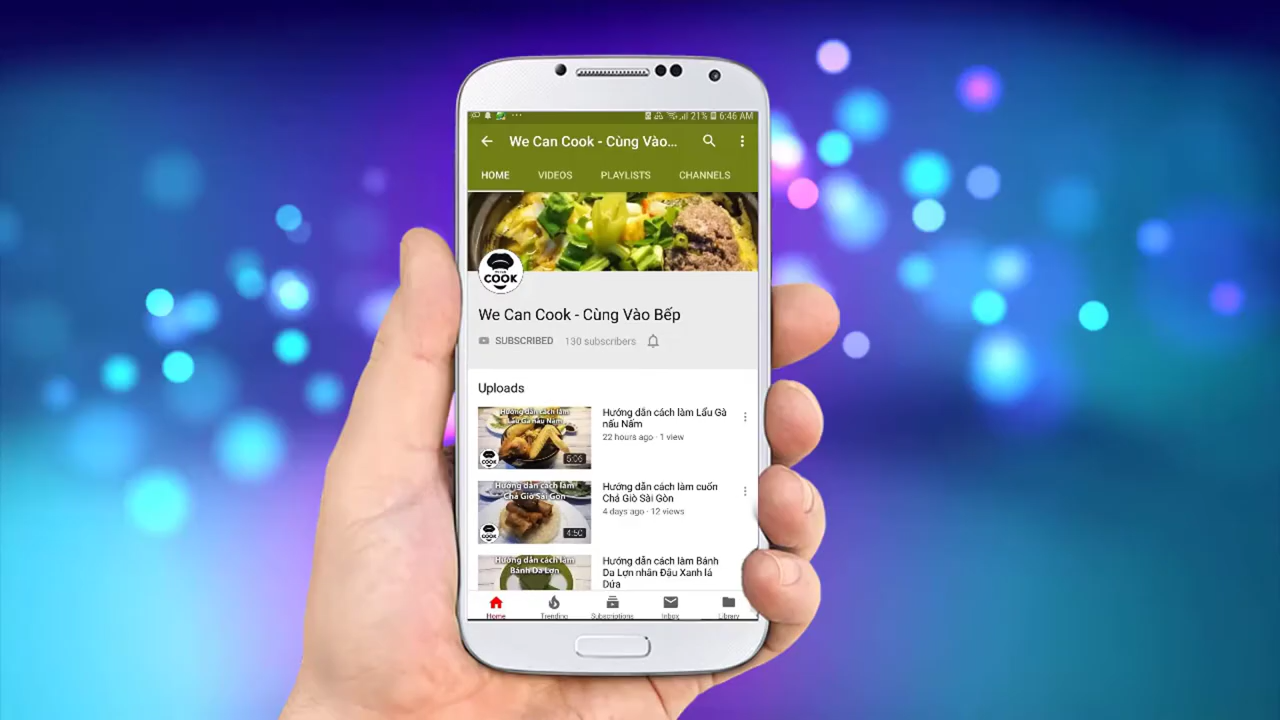 21% 6:46 AM
We Can Cook - Cùng Vào...
HOME VIDEOS PLAYLISTS CHANNELS
COOK
We Can Cook - Cùng Vào Bếp
SUBSCRIBED 130 subscribers
Uploads
Hướng dẫn cách làm
Lẩu Gà nấu Nấm
COOK
5:06
Hướng dẫn cách làm Lẩu Gà
nấu Nấm
22 hours ago · 1 view
Hướng dẫn cách làm
Chả Giò Sài Gòn
COOK
4:50
Hướng dẫn cách làm cuốn
Chả Giò Sài Gòn
4 days ago · 12 views
Hướng dẫn cách làm
Bánh Da Lợn
Hướng dẫn cách làm Bánh
Da Lợn nhân Đậu Xanh lá
Dứa
Home Trending Subscriptions Inbox Library